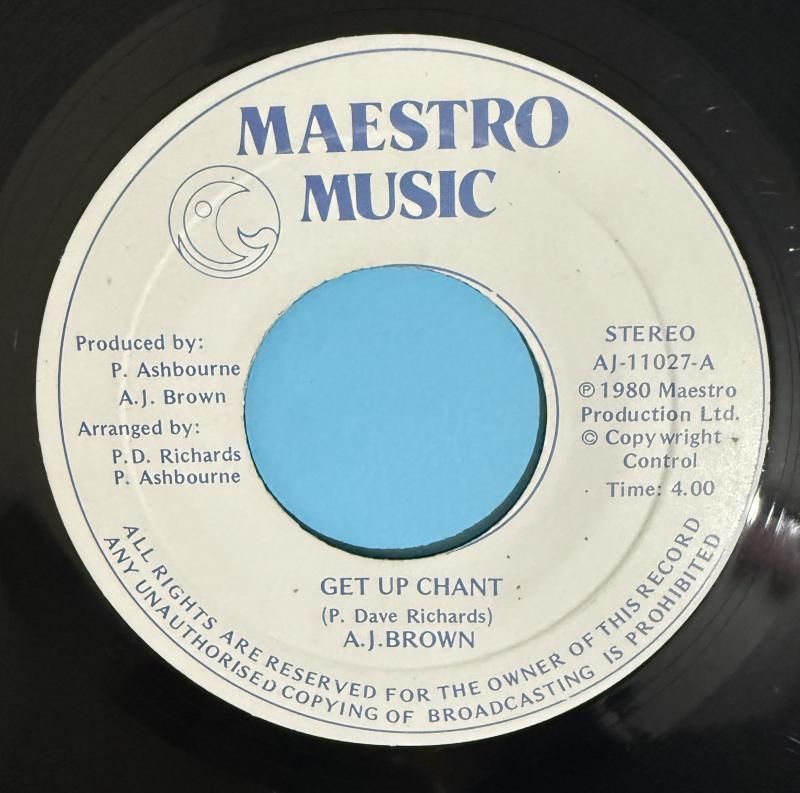 MAESTRO
MUSIC
Produced by:
P. Ashbourne
A.J. Brown
Arranged by:
P.D. Richards
P. Ashbourne
STEREO
AJ-11027-A
℗ 1980 Maestro
Production Ltd.
© Copywright
Control
Time: 4.00
GET UP CHANT
(P. Dave Richards)
A.J.BROWN
ALL RIGHTS ARE RESERVED FOR THE OWNER OF THIS RECORD
ANY UNAUTHORISED COPYING OF BROADCASTING IS PROHIBITED